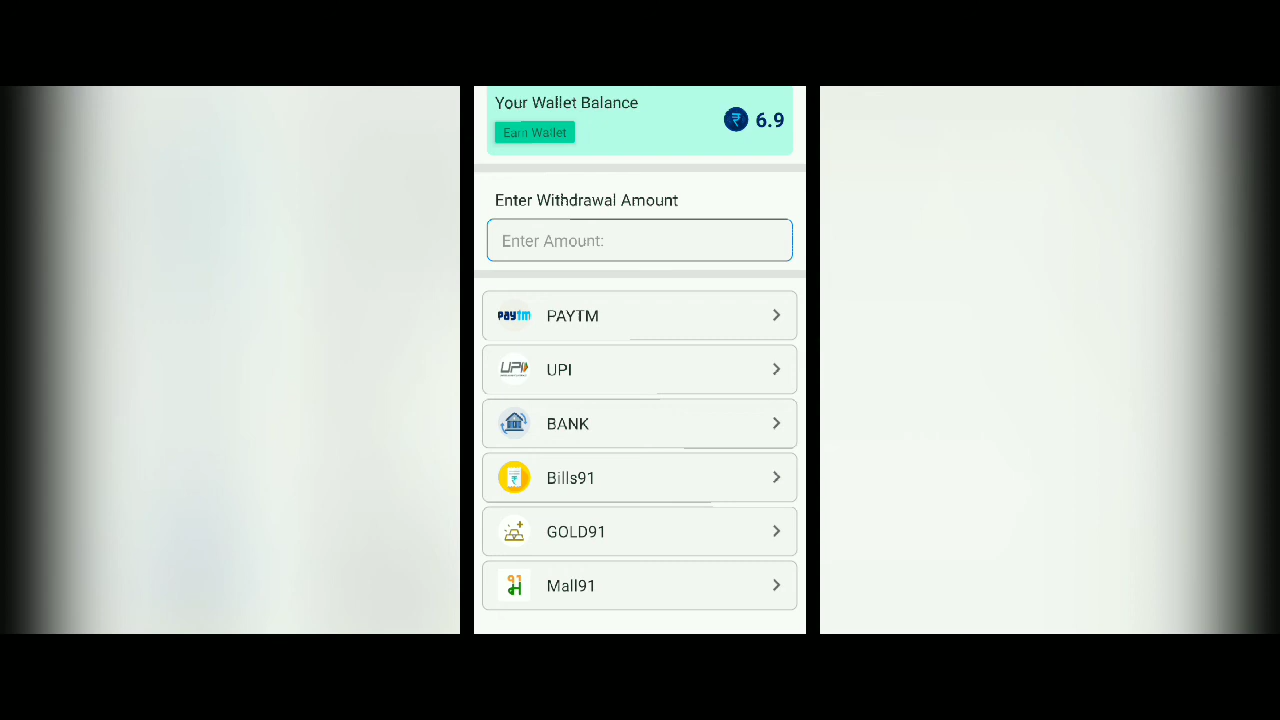 Your Wallet Balance
Earn Wallet
₹ 6.9
Enter Withdrawal Amount
Enter Amount:
paytm PAYTM
UPI UPI
BANK
₹ Bills91
GOLD91
९१ म Mall91